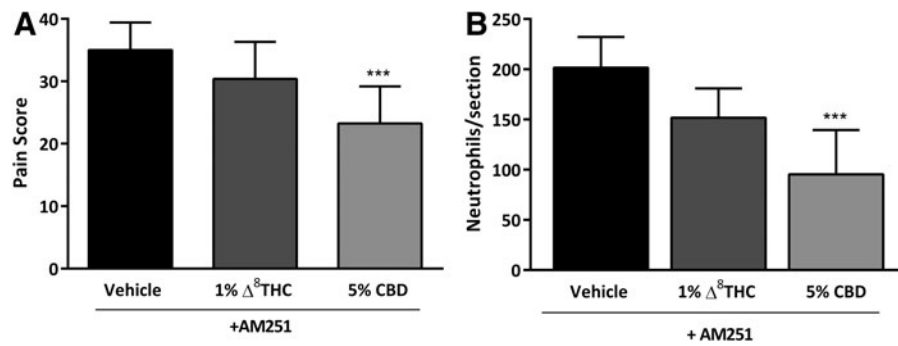 A
Pain Score
40
30
20
10
0
***
Vehicle 1% Δ⁸THC 5% CBD
+AM251
B
Neutrophils/section
250
200
150
100
50
0
***
Vehicle 1% Δ⁸THC 5% CBD
+ AM251